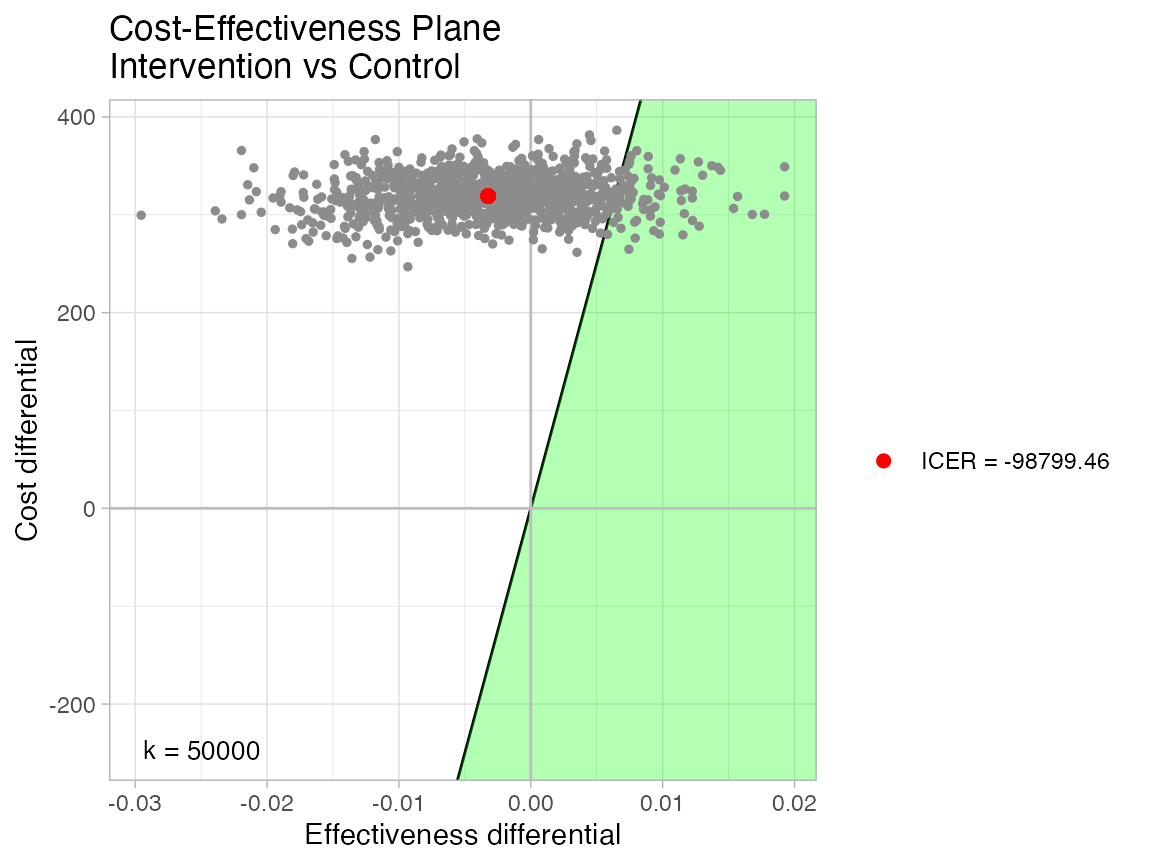 Cost-Effectiveness Plane
Intervention vs Control
400
200
0
-200
Cost differential
k = 50000
-0.03
-0.02
-0.01
0.00
0.01
0.02
Effectiveness differential
ICER = -98799.46